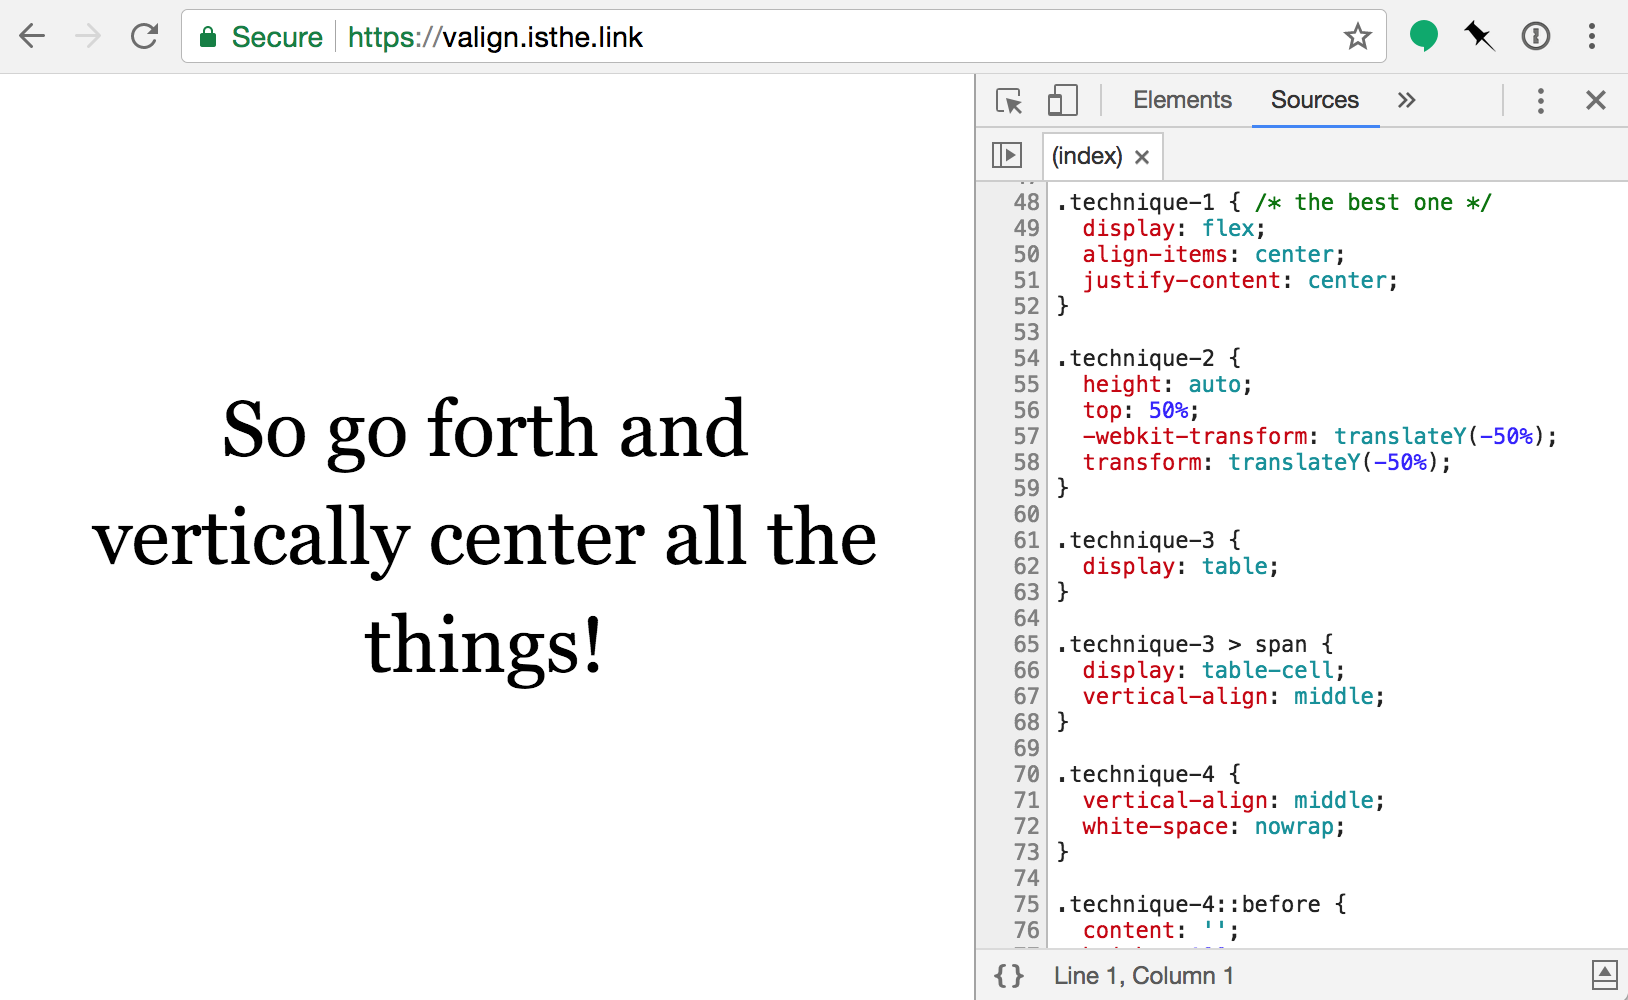 Secure https://valign.isthe.link
So go forth and
vertically center all the
things!
Elements Sources »
(index) ×
48 .technique-1 { /* the best one */
49   display: flex;
50   align-items: center;
51   justify-content: center;
52 }
53
54 .technique-2 {
55   height: auto;
56   top: 50%;
57   -webkit-transform: translateY(-50%);
58   transform: translateY(-50%);
59 }
60
61 .technique-3 {
62   display: table;
63 }
64
65 .technique-3 > span {
66   display: table-cell;
67   vertical-align: middle;
68 }
69
70 .technique-4 {
71   vertical-align: middle;
72   white-space: nowrap;
73 }
74
75 .technique-4::before {
76   content: '';
{} Line 1, Column 1